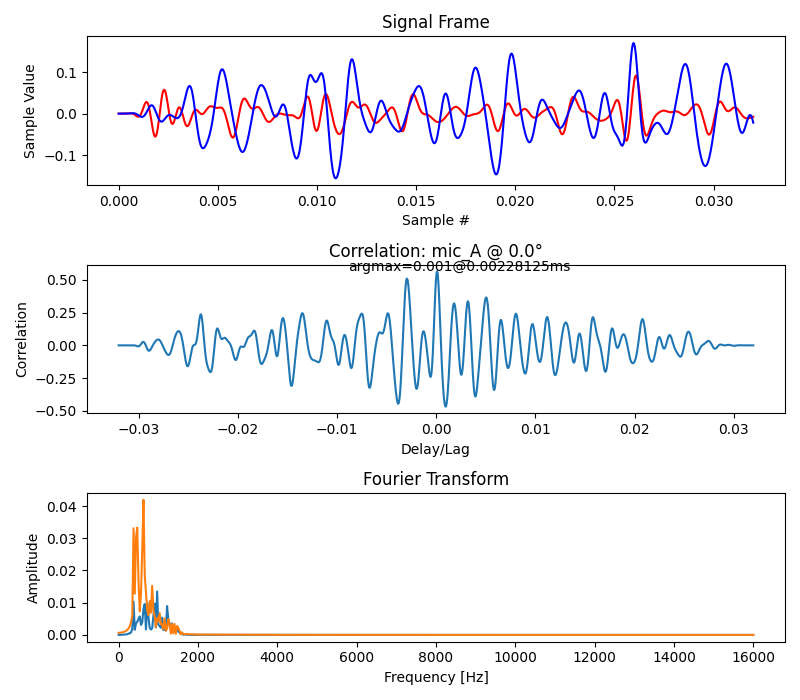 Signal Frame
Sample Value
0.1
0.0
−0.1
0.000 0.005 0.010 0.015 0.020 0.025 0.030
Sample #
Correlation: mic_A @ 0.0°
argmax=0.001@0.00228125ms
Correlation
0.50
0.25
0.00
−0.25
−0.50
−0.03 −0.02 −0.01 0.00 0.01 0.02 0.03
Delay/Lag
Fourier Transform
Amplitude
0.04
0.03
0.02
0.01
0.00
0 2000 4000 6000 8000 10000 12000 14000 16000
Frequency [Hz]